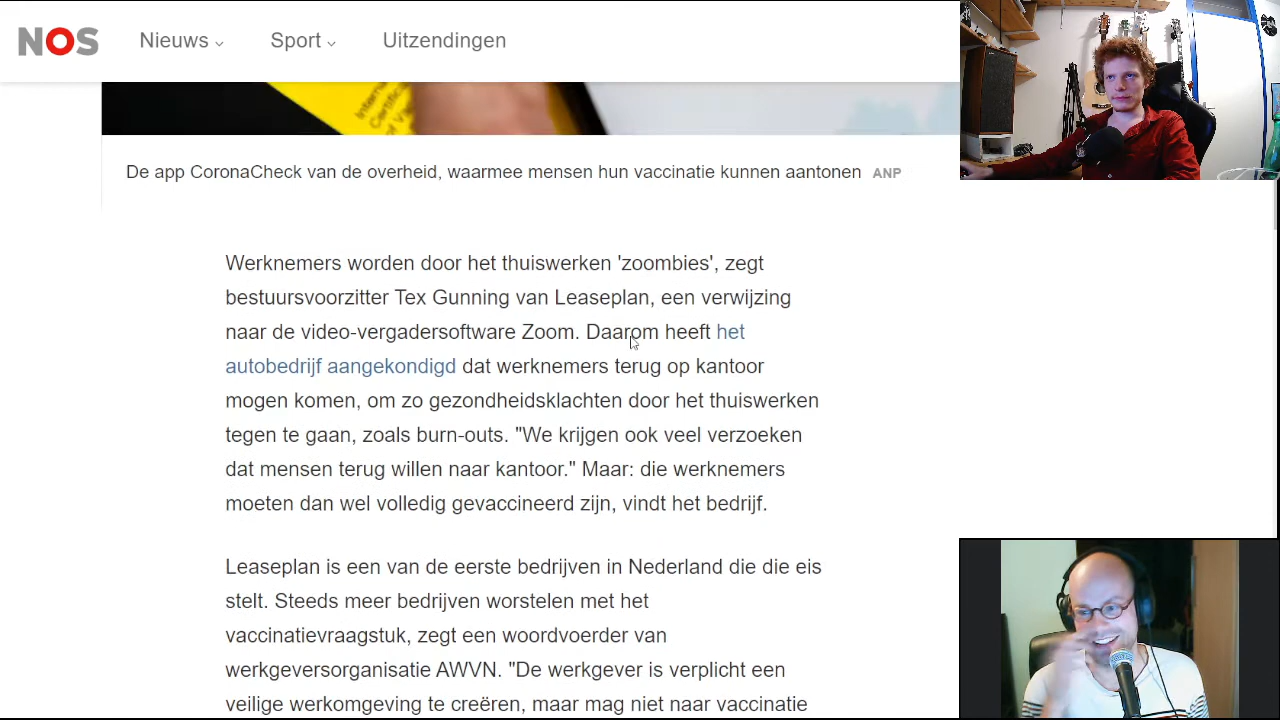 NOS Nieuws Sport Uitzendingen
De app CoronaCheck van de overheid, waarmee mensen hun vaccinatie kunnen aantonen ANP
Werknemers worden door het thuiswerken 'zoombies', zegt
bestuursvoorzitter Tex Gunning van Leaseplan, een verwijzing
naar de video-vergadersoftware Zoom. Daarom heeft het
autobedrijf aangekondigd dat werknemers terug op kantoor
mogen komen, om zo gezondheidsklachten door het thuiswerken
tegen te gaan, zoals burn-outs. "We krijgen ook veel verzoeken
dat mensen terug willen naar kantoor." Maar: die werknemers
moeten dan wel volledig gevaccineerd zijn, vindt het bedrijf.
Leaseplan is een van de eerste bedrijven in Nederland die die eis
stelt. Steeds meer bedrijven worstelen met het
vaccinatievraagstuk, zegt een woordvoerder van
werkgeversorganisatie AWVN. "De werkgever is verplicht een
veilige werkomgeving te creëren, maar mag niet naar vaccinatie